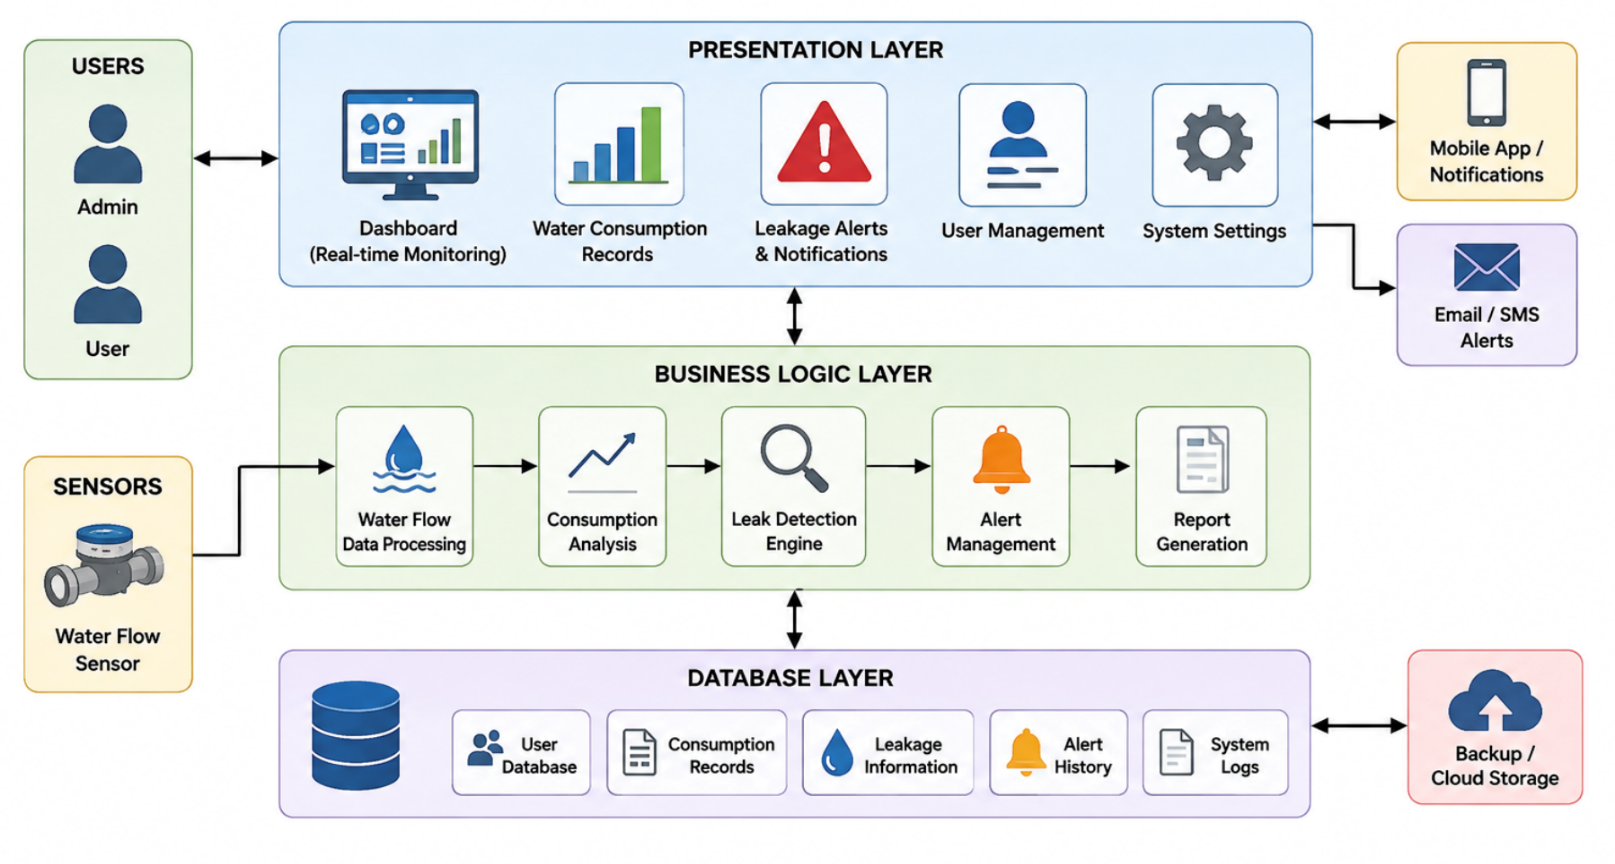 USERS
Admin
User
PRESENTATION LAYER
Dashboard
(Real-time Monitoring)
Water Consumption
Records
Leakage Alerts
& Notifications
User Management
System Settings
Mobile App /
Notifications
Email / SMS
Alerts
SENSORS
Water Flow
Sensor
BUSINESS LOGIC LAYER
Water Flow
Data Processing
Consumption
Analysis
Leak Detection
Engine
Alert
Management
Report
Generation
DATABASE LAYER
User
Database
Consumption
Records
Leakage
Information
Alert
History
System
Logs
Backup /
Cloud Storage